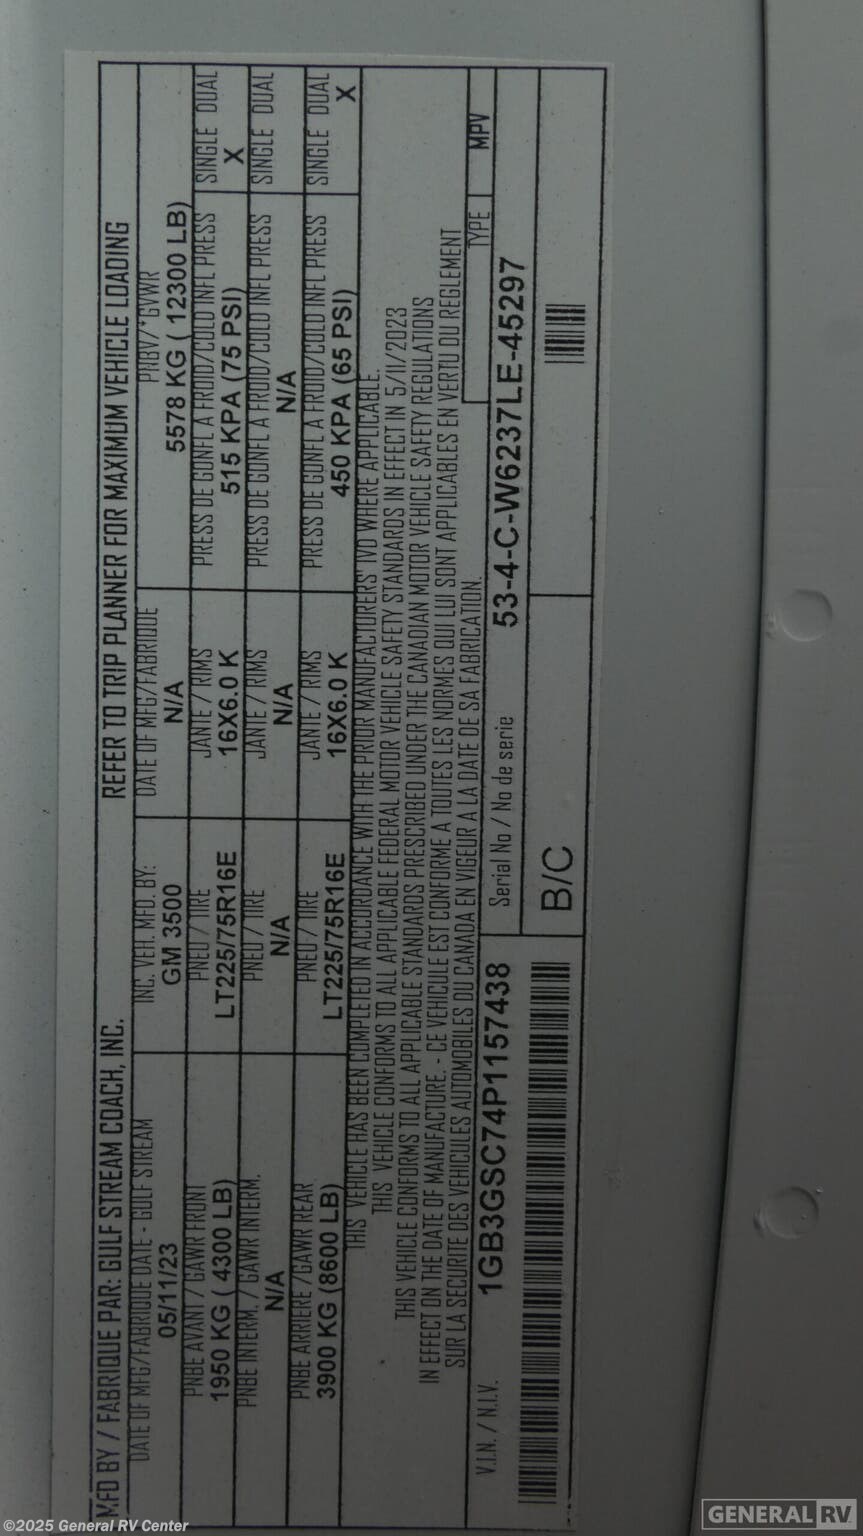 MFD BY / FABRIQUE PAR: GULF STREAM COACH, INC. REFER TO TRIP PLANNER FOR MAXIMUM VEHICLE LOADING
DATE OF MFG/FABRIQUE DATE - GULF STREAM INC. VEH. MFD. BY: DATE OF MFG/FABRIQUE PNBV/*GVWR
05/11/23 GM 3500 N/A 5578 KG ( 12300 LB)
PNBE AVANT / GAWR FRONT PNEU / TIRE JANTE / RIMS PRESS DE GONFL A FROID/COLD INFL PRESS SINGLE DUAL
1950 KG ( 4300 LB) LT225/75R16E 16X6.0 K 515 KPA (75 PSI) X
PNBE INTERM. / GAWR INTERM. PNEU / TIRE JANTE / RIMS PRESS DE GONFL A FROID/COLD INFL PRESS SINGLE DUAL
N/A N/A N/A N/A
PNBE ARRIERE /GAWR REAR PNEU / TIRE JANTE / RIMS PRESS DE GONFL A FROID/COLD INFL PRESS SINGLE DUAL
3900 KG (8600 LB) LT225/75R16E 16X6.0 K 450 KPA (65 PSI) X
THIS VEHICLE HAS BEEN COMPLETED IN ACCORDANCE WITH THE PRIOR MANUFACTURERS' IVD WHERE APPLICABLE.
THIS VEHICLE CONFORMS TO ALL APPLICABLE FEDERAL MOTOR VEHICLE SAFETY STANDARDS IN EFFECT IN 5/11/2023
THIS VEHICLE CONFORMS TO ALL APPLICABLE STANDARDS PRESCRIBED UNDER THE CANADIAN MOTOR VEHICLE SAFETY REGULATIONS
IN EFFECT ON THE DATE OF MANUFACTURE. - CE VEHICULE EST CONFORME A TOUTES LES NORMES QUI LUI SONT APPLICABLES EN VERTU DU REGLEMENT
SUR LA SECURITE DES VEHICULES AUTOMOBILES DU CANADA EN VIGEUR A LA DATE DE SA FABRICATION.
TYPE MPV
V.I.N. / N.I.V. 1GB3GSC74P1157438 Serial No / No de serie 53-4-C-W6237LE-45297
B/C
©2025 General RV Center
GENERAL RV